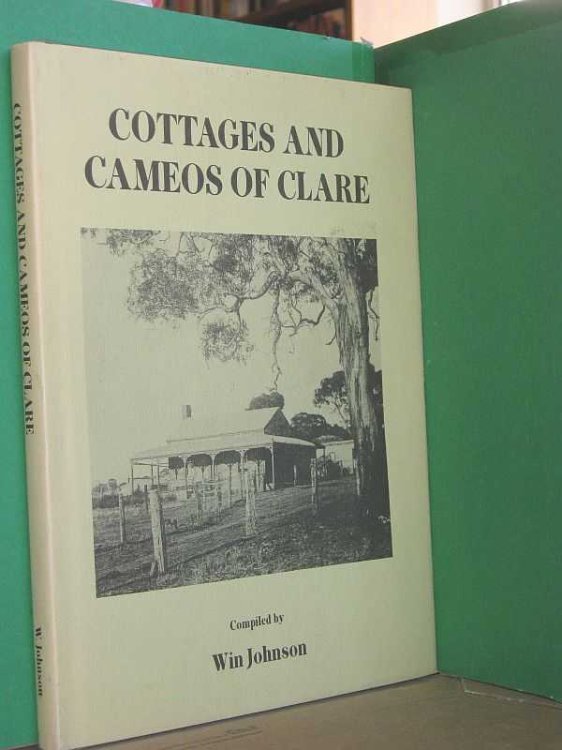 COTTAGES AND
CAMEOS OF CLARE
Compiled by
Win Johnson
COTTAGES AND CAMEOS OF CLARE
W. Johnson